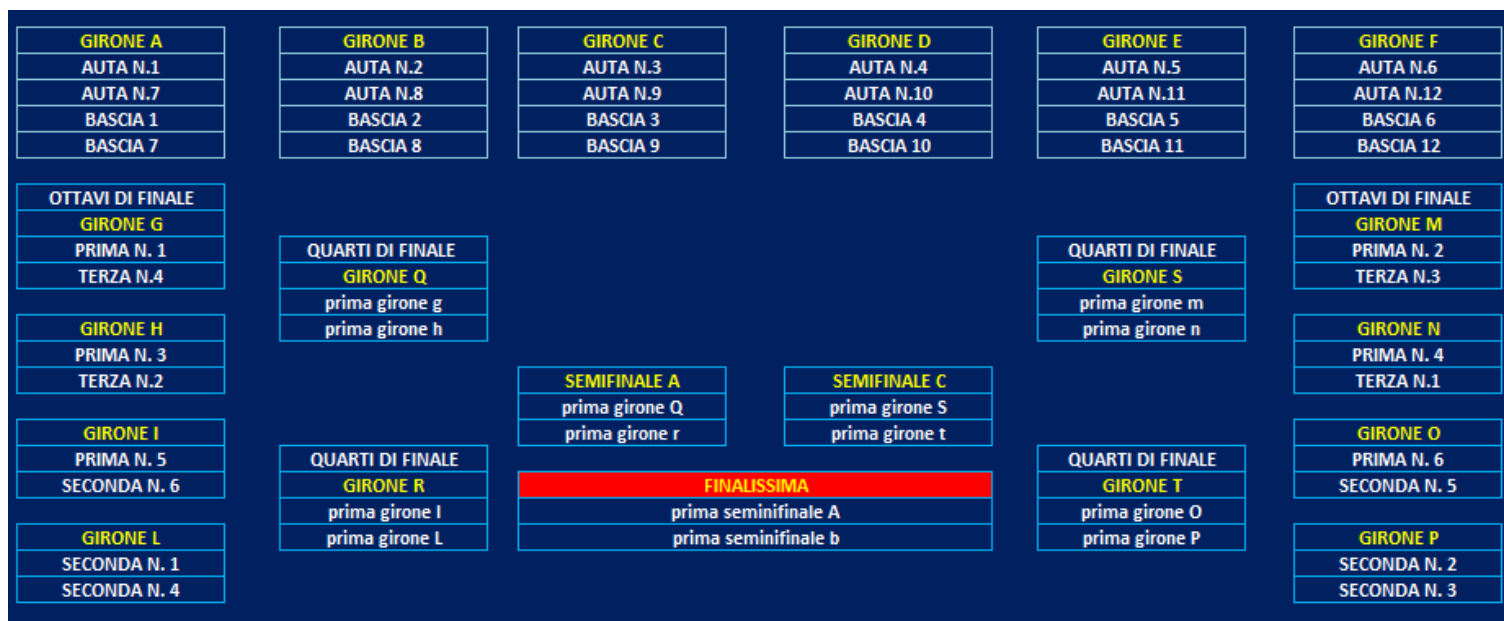 GIRONE A
AUTA N.1
AUTA N.7
BASCIA 1
BASCIA 7
GIRONE B
AUTA N.2
AUTA N.8
BASCIA 2
BASCIA 8
GIRONE C
AUTA N.3
AUTA N.9
BASCIA 3
BASCIA 9
GIRONE D
AUTA N.4
AUTA N.10
BASCIA 4
BASCIA 10
GIRONE E
AUTA N.5
AUTA N.11
BASCIA 5
BASCIA 11
GIRONE F
AUTA N.6
AUTA N.12
BASCIA 6
BASCIA 12
OTTAVI DI FINALE
GIRONE G
PRIMA N. 1
TERZA N.4
GIRONE H
PRIMA N. 3
TERZA N.2
GIRONE I
PRIMA N. 5
SECONDA N. 6
GIRONE L
SECONDA N. 1
SECONDA N. 4
QUARTI DI FINALE
GIRONE Q
prima girone g
prima girone h
QUARTI DI FINALE
GIRONE R
prima girone I
prima girone L
SEMIFINALE A
prima girone Q
prima girone r
SEMIFINALE C
prima girone S
prima girone t
FINALISSIMA
prima seminifinale A
prima seminifinale b
QUARTI DI FINALE
GIRONE S
prima girone m
prima girone n
QUARTI DI FINALE
GIRONE T
prima girone O
prima girone P
OTTAVI DI FINALE
GIRONE M
PRIMA N. 2
TERZA N.3
GIRONE N
PRIMA N. 4
TERZA N.1
GIRONE O
PRIMA N. 6
SECONDA N. 5
GIRONE P
SECONDA N. 2
SECONDA N. 3